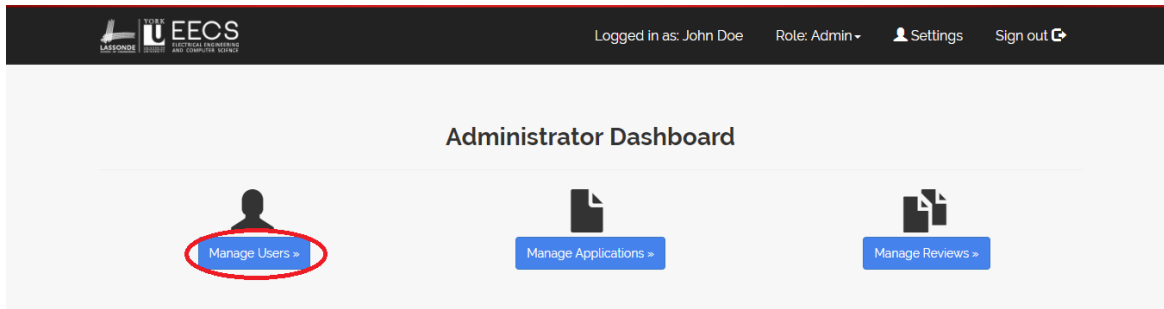 LASSONDE
YORK
U
EECS
ELECTRICAL ENGINEERING
AND COMPUTER SCIENCE
Logged in as: John Doe
Role: Admin
Settings
Sign out
Administrator Dashboard
Manage Users »
Manage Applications »
Manage Reviews »